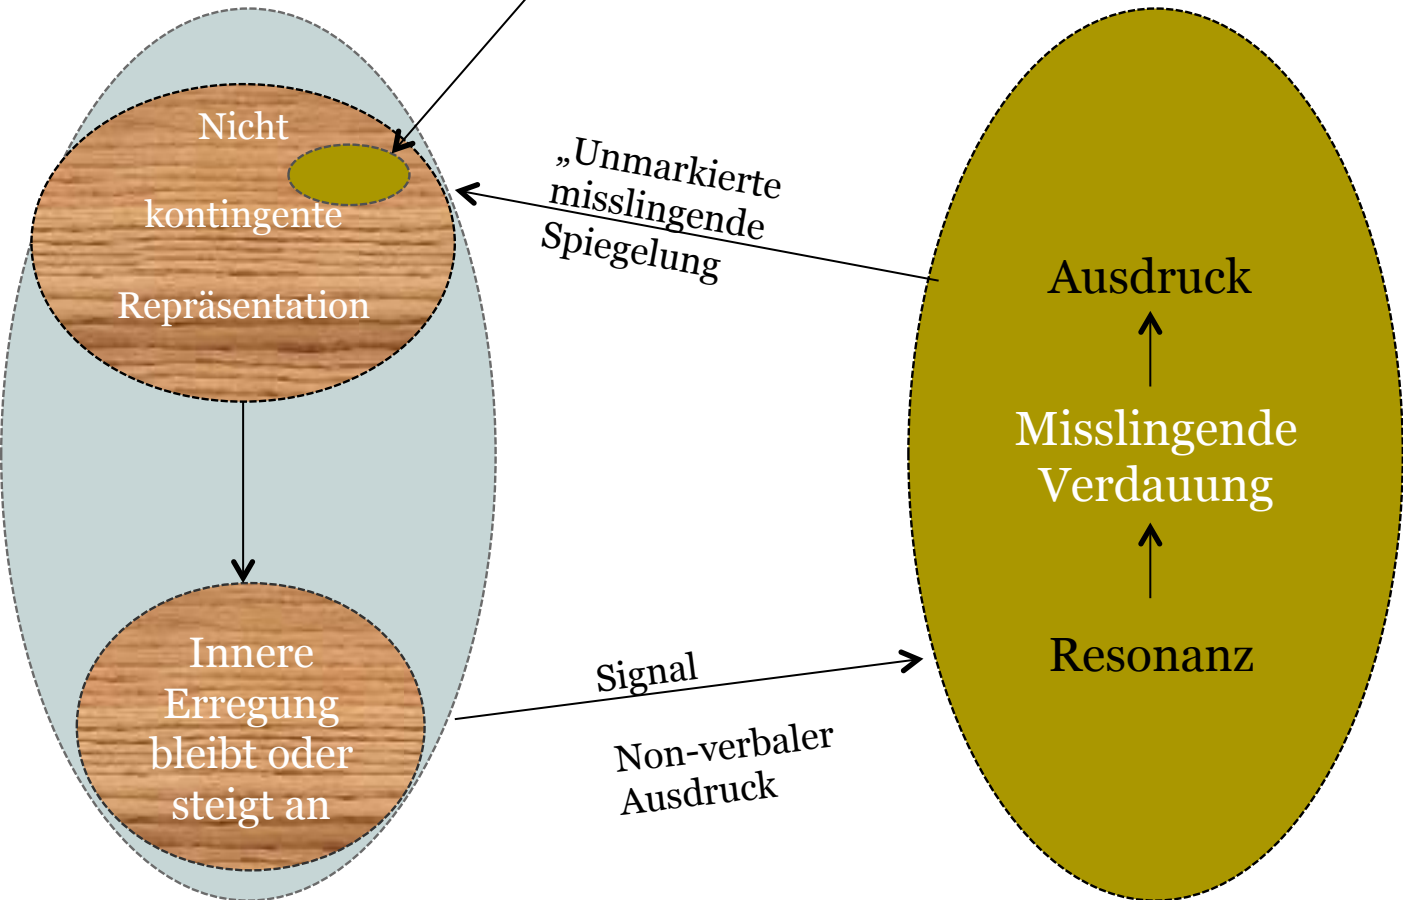 Nicht
kontingente
Repräsentation
„Unmarkierte
misslingende
Spiegelung
Ausdruck
Misslingende
Verdauung
Resonanz
Innere
Erregung
bleibt oder
steigt an
Signal
Non-verbaler
Ausdruck